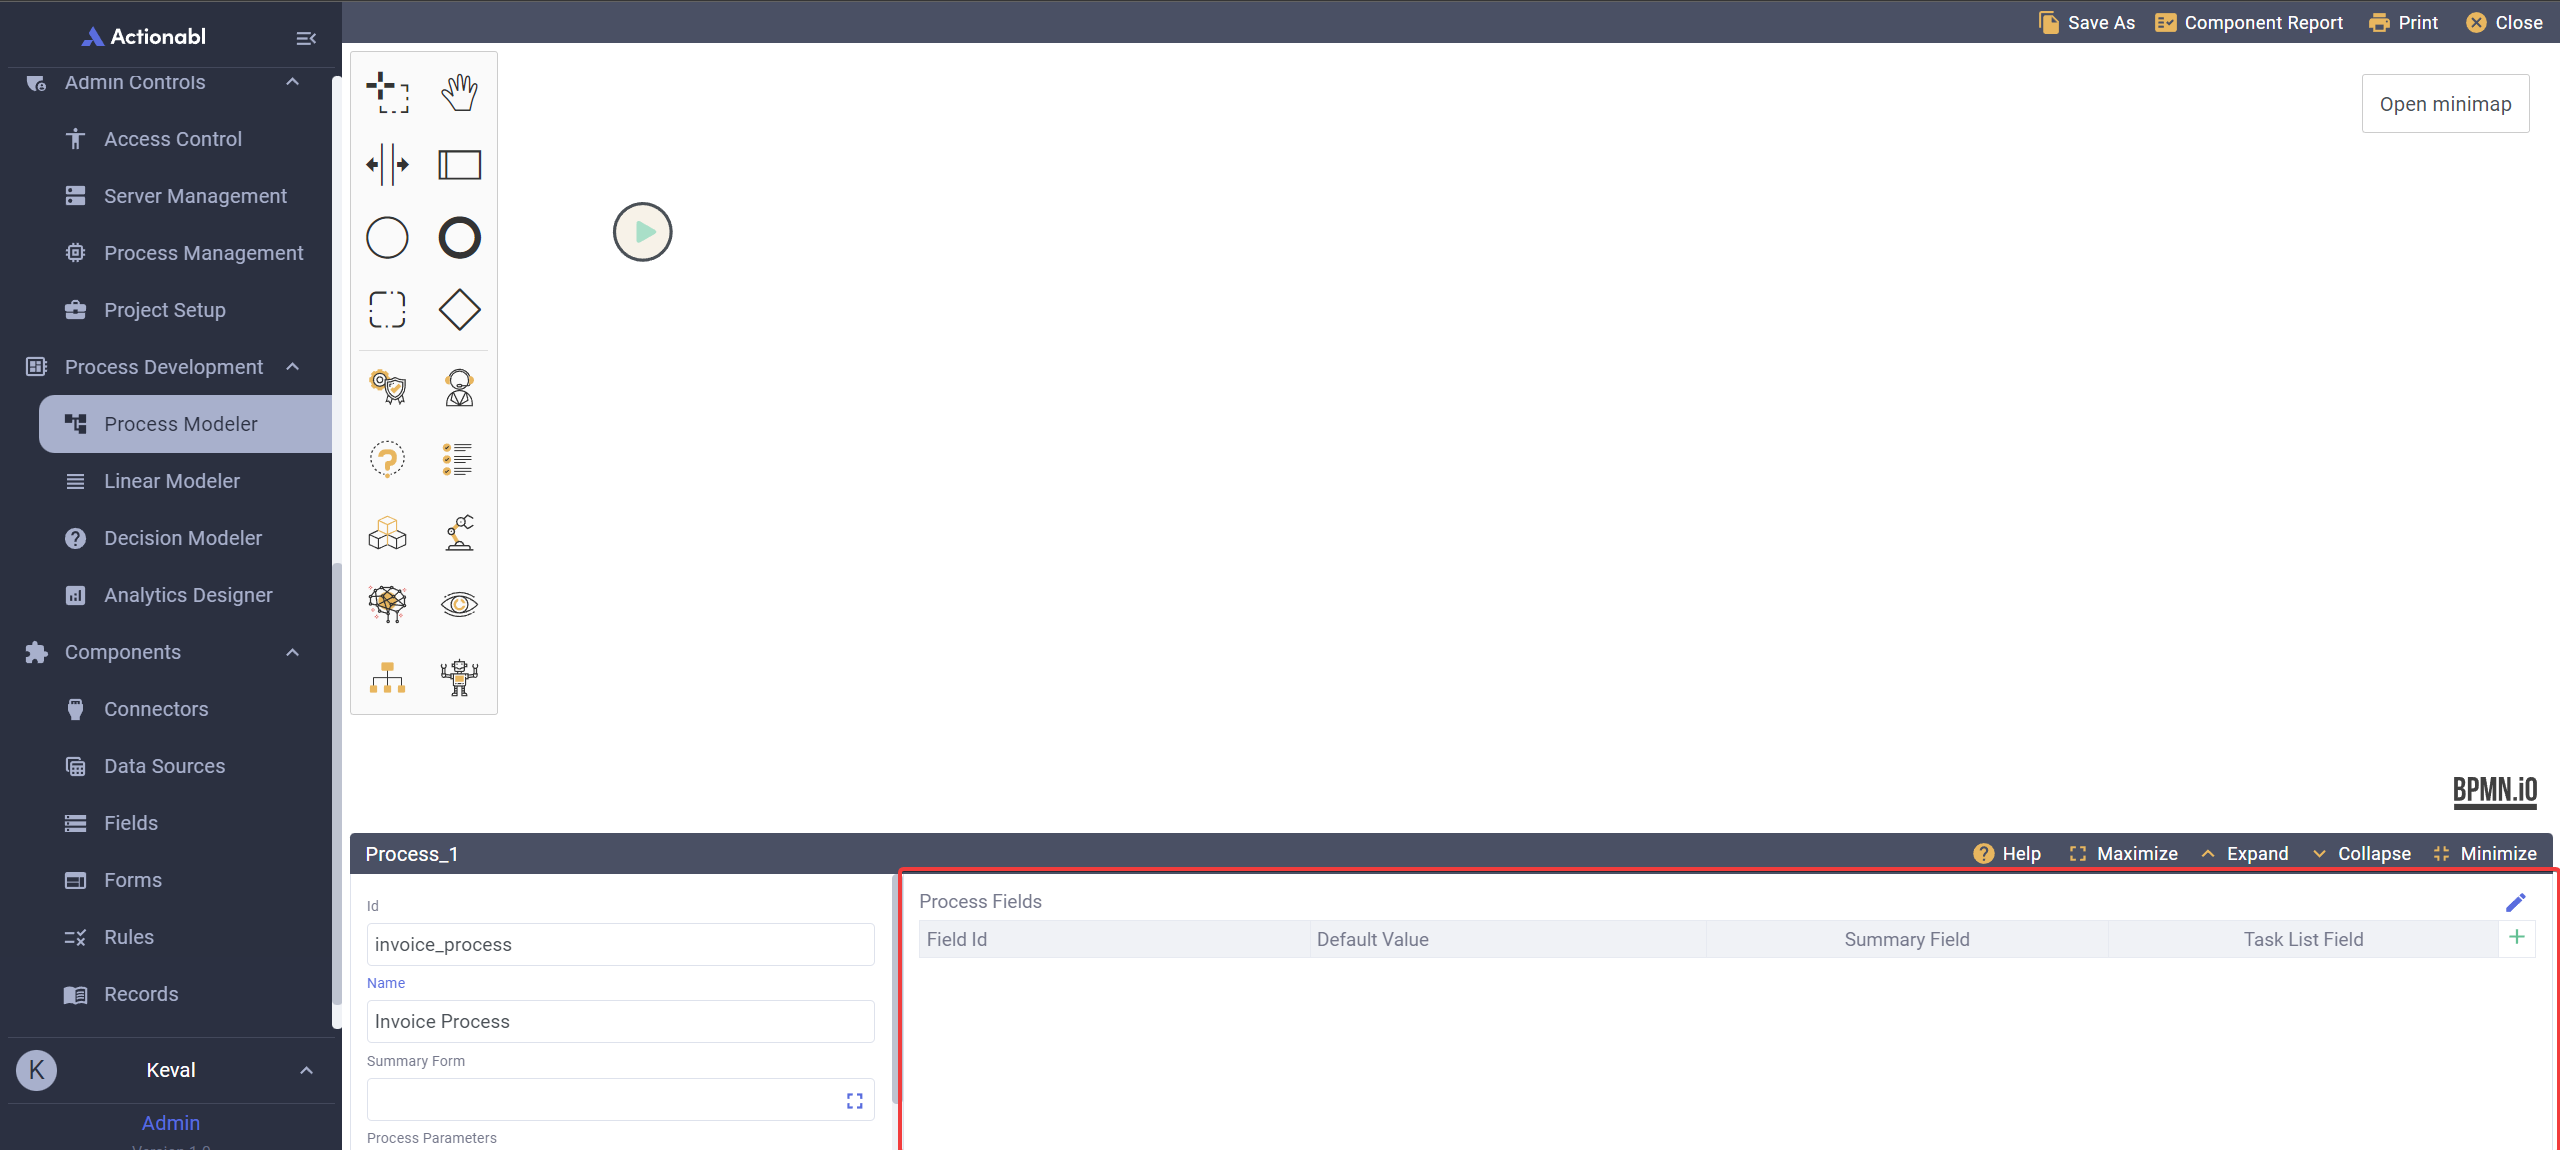 Actionabl
Save As
Component Report
Print
Close
Admin Controls
Access Control
Server Management
Process Management
Project Setup
Process Development
Process Modeler
Linear Modeler
Decision Modeler
Analytics Designer
Components
Connectors
Data Sources
Fields
Forms
Rules
Records
K
Keval
Admin
Open minimap
BPMN.iO
Process_1
Help
Maximize
Expand
Collapse
Minimize
Id
invoice_process
Name
Invoice Process
Summary Form
Process Parameters
Process Fields
Field Id
Default Value
Summary Field
Task List Field